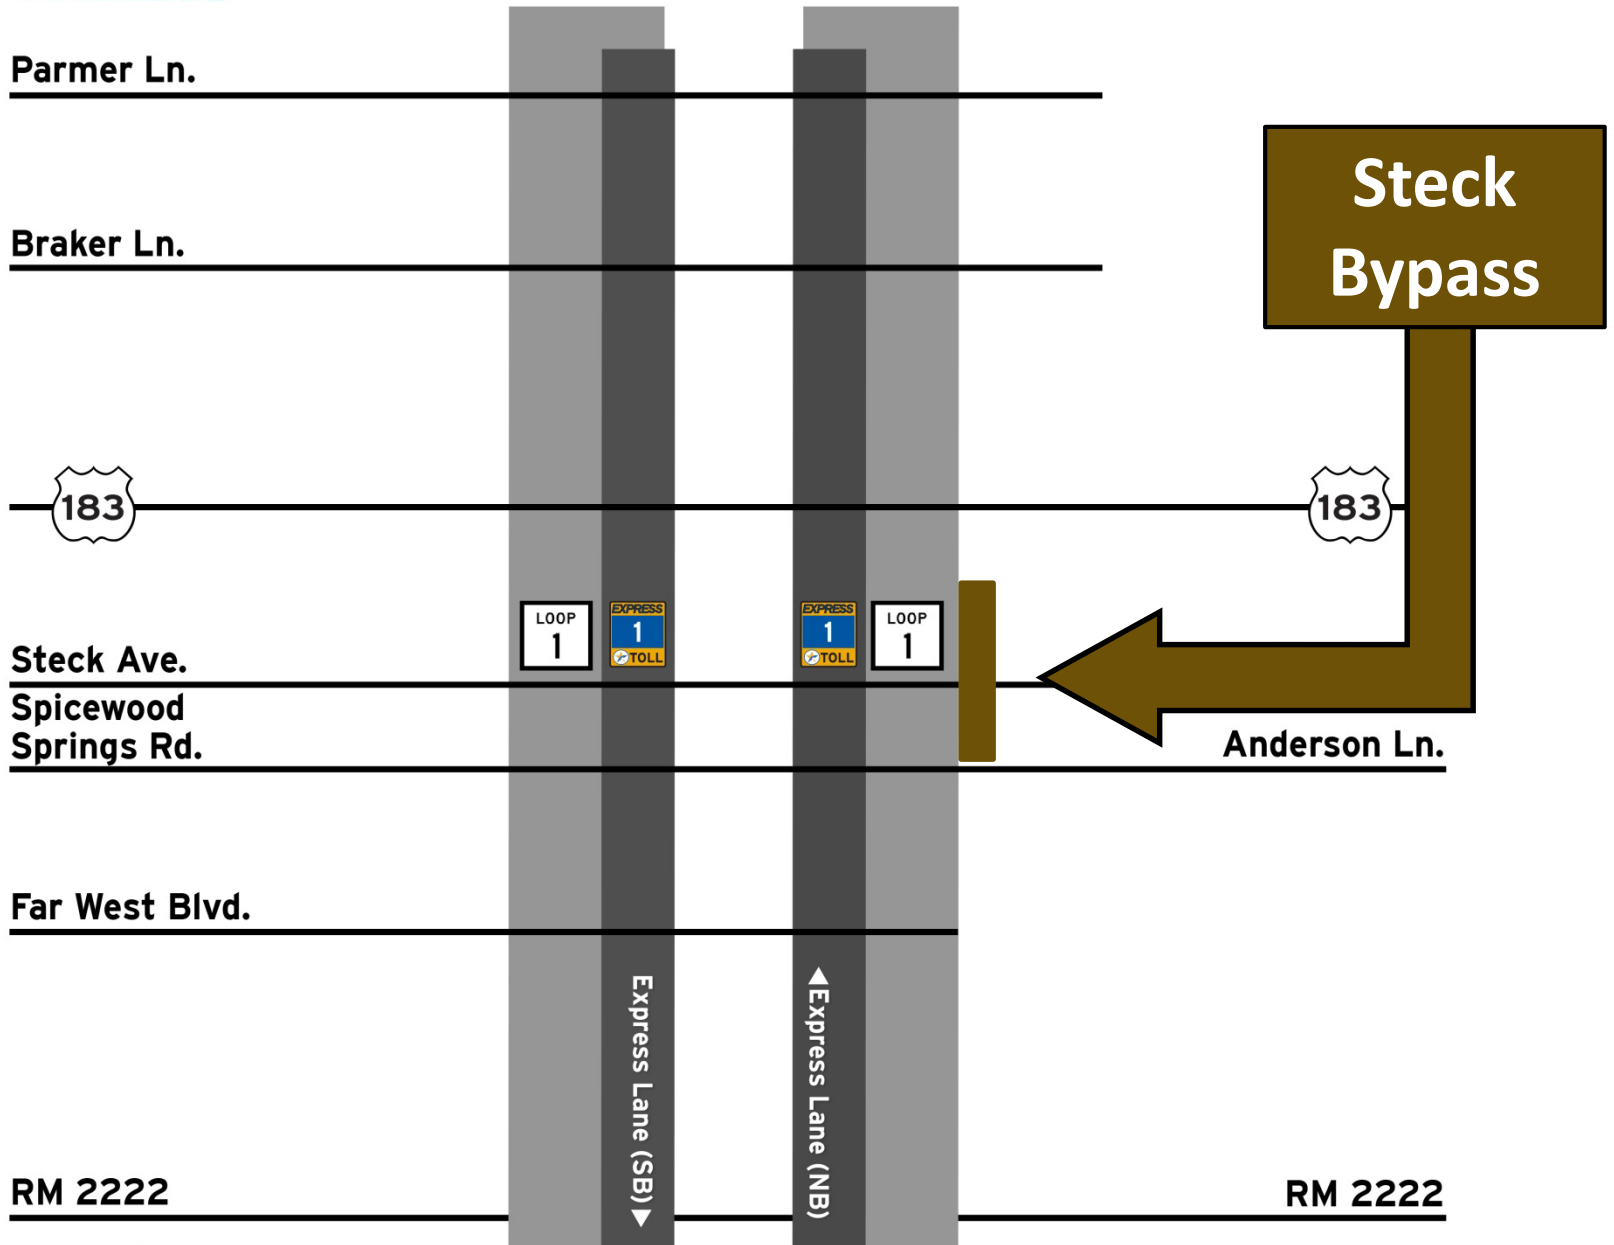 Parmer Ln.
Braker Ln.
Steck
Bypass
183
183
LOOP
1
EXPRESS
1
TOLL
EXPRESS
1
TOLL
LOOP
1
Steck Ave.
Spicewood
Springs Rd.
Anderson Ln.
Far West Blvd.
Express Lane (SB)
Express Lane (NB)
RM 2222
RM 2222